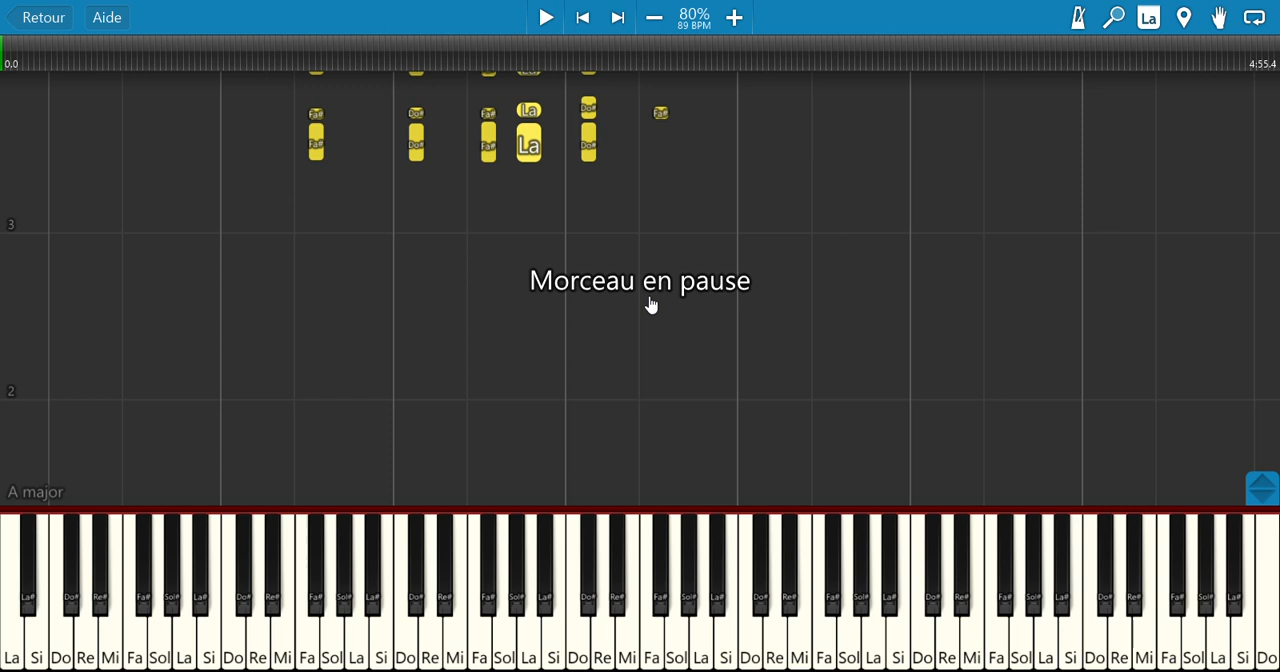 Retour Aide 80% La
89 BPM
0,0 4:55.4
Fa# Do# Fa# La Do# Fa#
Fa# Do# Fa# La Do#
3
Morceau en pause
2
A major
La# Do# Re# Fa# Sol# La# Do# Re# Fa# Sol# La# Do# Re# Fa# Sol# La# Do# Re# Fa# Sol# La# Do# Re# Fa# Sol# La# Do# Re# Fa# Sol# La# Do# Re# Fa# Sol# La#
La Si Do Re Mi Fa Sol La Si Do Re Mi Fa Sol La Si Do Re Mi Fa Sol La Si Do Re Mi Fa Sol La Si Do Re Mi Fa Sol La Si Do Re Mi Fa Sol La Si Do Re Mi Fa Sol La Si Do